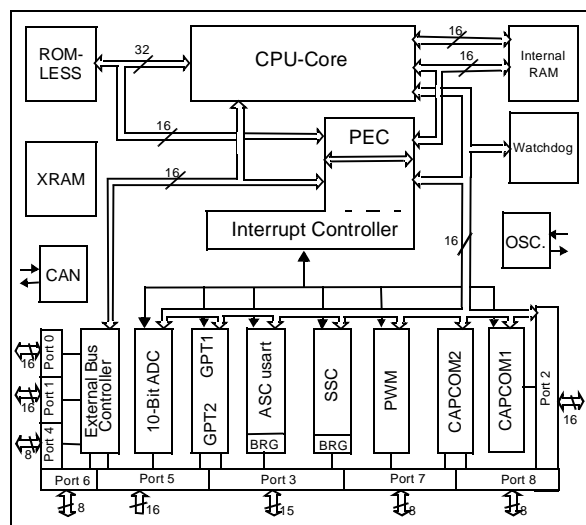 ROM-
LESS
32
CPU-Core
16
16
Internal
RAM
16
PEC
Watchdog
XRAM
16
Interrupt Controller
16
OSC.
CAN
Port 0
16
Port 1
16
Port 4
8
External Bus
Controller
10-Bit ADC
GPT1
GPT2
ASC usart
BRG
SSC
BRG
PWM
CAPCOM2
CAPCOM1
Port 2
16
Port 6
Port 5
Port 3
Port 7
Port 8
8
16
15
8
8